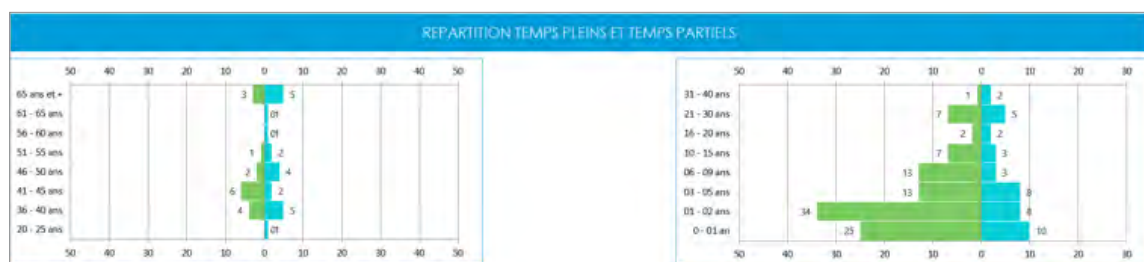 REPARTITION TEMPS PLEINS ET TEMPS PARTIELS
50 40 30 20 10 0 10 20 30 40 50
65 ans et + 3 5
61 - 65 ans 01
56 - 60 ans 01
51 - 55 ans 1 2
46 - 50 ans 2 4
41 - 45 ans 6 2
36 - 40 ans 4 5
20 - 25 ans 01
50 40 30 20 10 0 10 20 30 40 50
50 40 30 20 10 0 10 20 30
31 - 40 ans 1 2
21 - 30 ans 7 5
16 - 20 ans 2 2
10 - 15 ans 7 3
06 - 09 ans 13 3
03 - 05 ans 13 8
01 - 02 ans 34 8
0 - 01 an 25 10
50 40 30 20 10 0 10 20 30